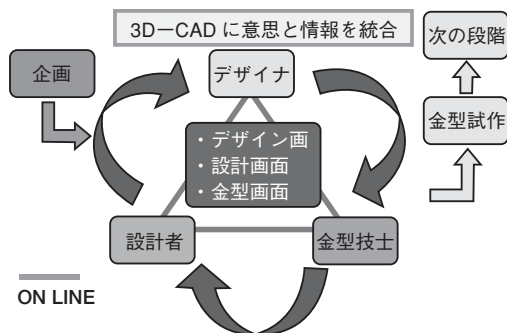 3D－CADに意思と情報を統合
企画
デザイナ
次の段階
金型試作
・デザイン画
・設計画面
・金型画面
設計者
金型技士
ON LINE